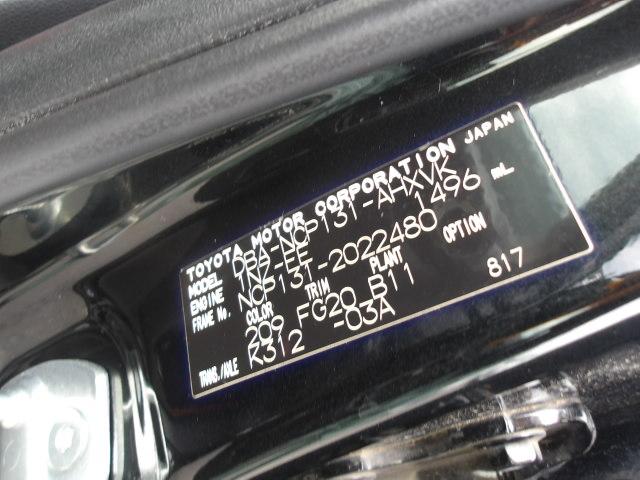 TOYOTA MOTOR CORPORATION JAPAN
MODEL DBA-NCP131-AHXVK
ENGINE 1NZ-FE 1496 mL
FRAME No. NCP131-2022480
COLOR TRIM PLANT OPTION
209 FG20 B11 817
TRANS./AXLE K312 -03A